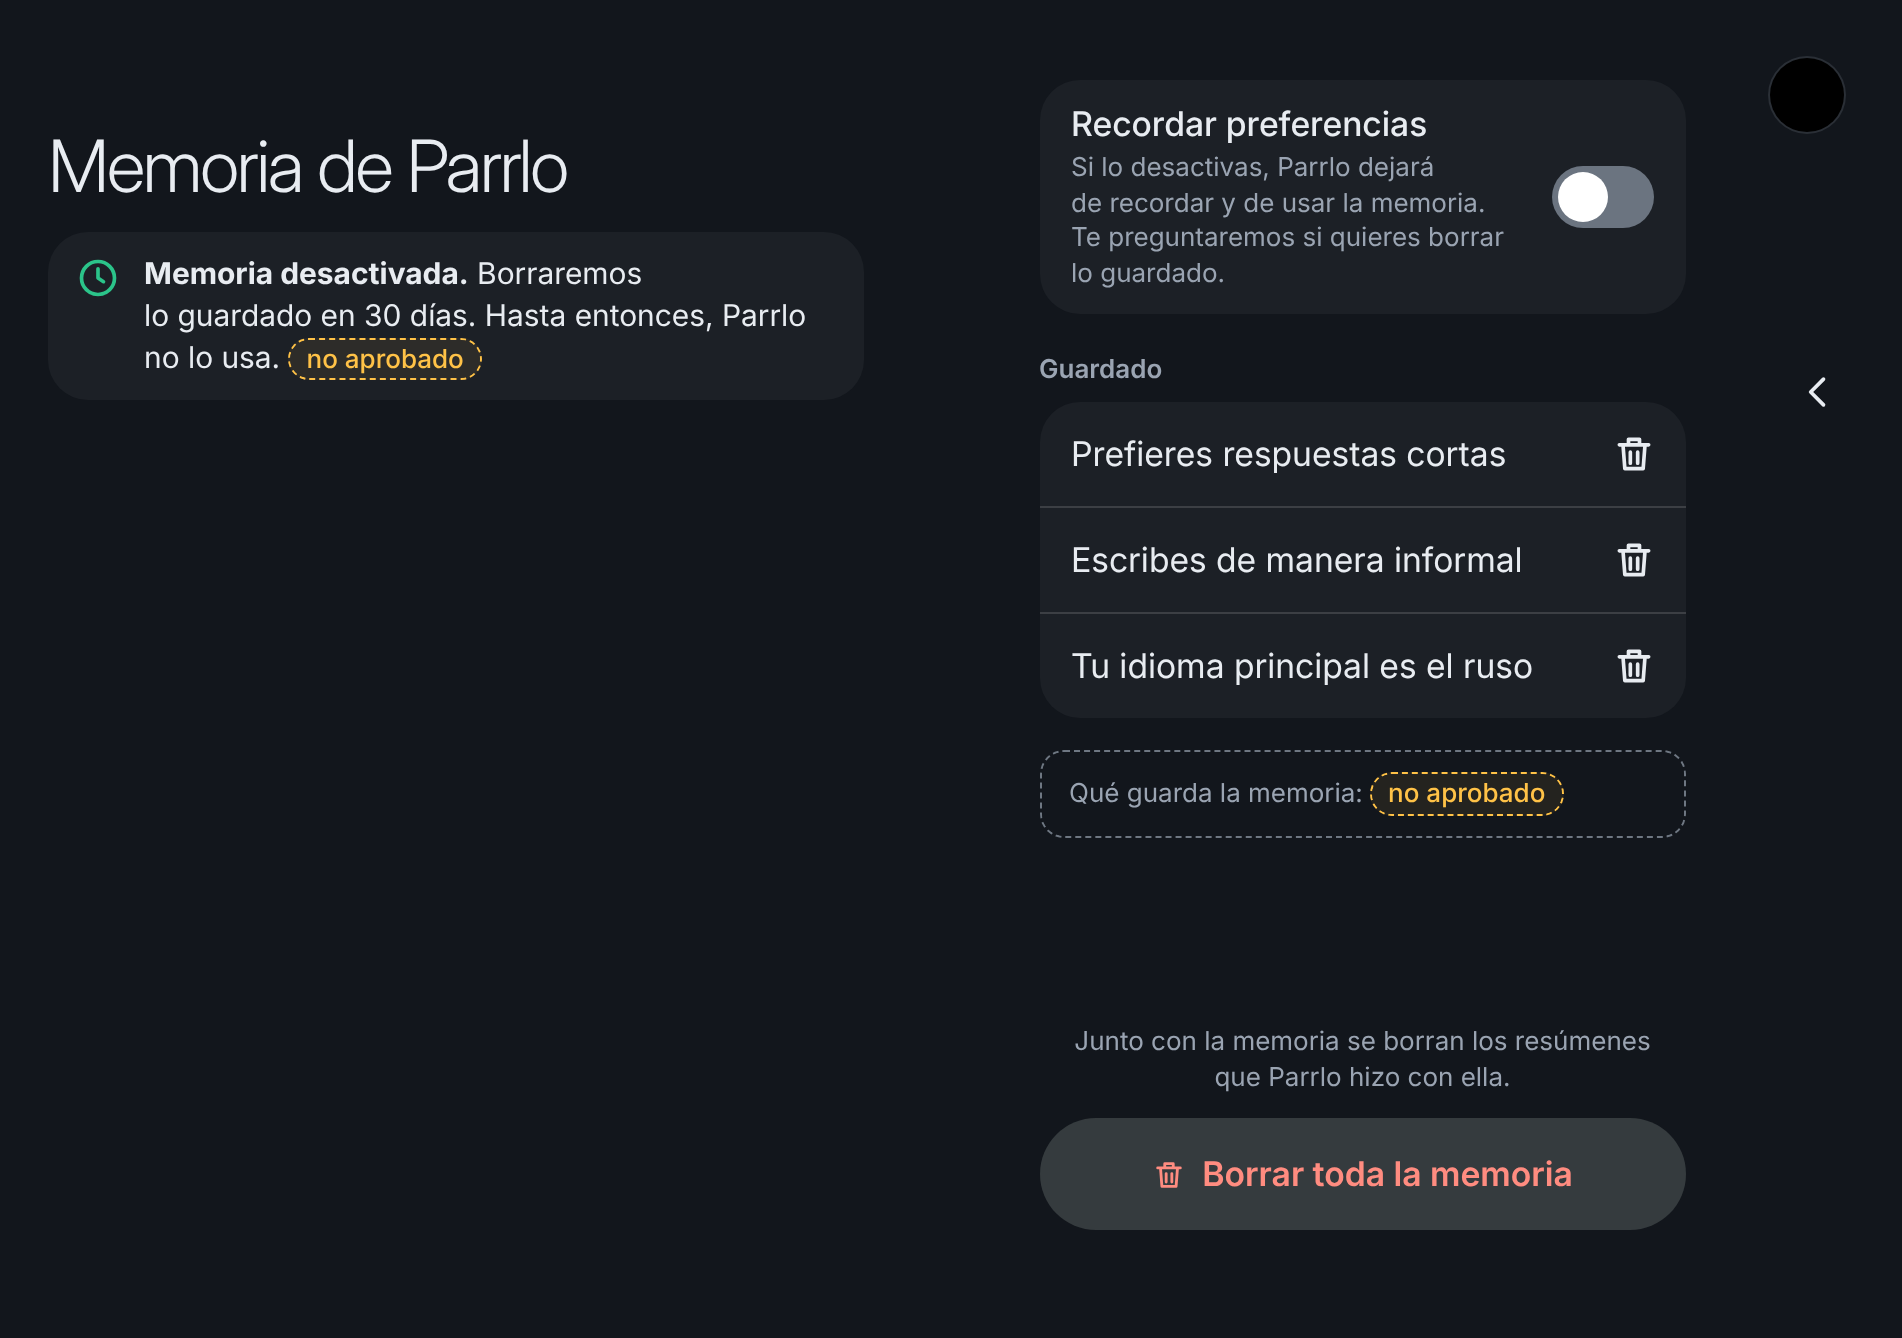 Memoria de Parrlo
Memoria desactivada. Borraremos
lo guardado en 30 días. Hasta entonces, Parrlo
no lo usa. no aprobado
Recordar preferencias
Si lo desactivas, Parrlo dejará
de recordar y de usar la memoria.
Te preguntaremos si quieres borrar
lo guardado.
Guardado
Prefieres respuestas cortas
Escribes de manera informal
Tu idioma principal es el ruso
Qué guarda la memoria: no aprobado
Junto con la memoria se borran los resúmenes
que Parrlo hizo con ella.
Borrar toda la memoria